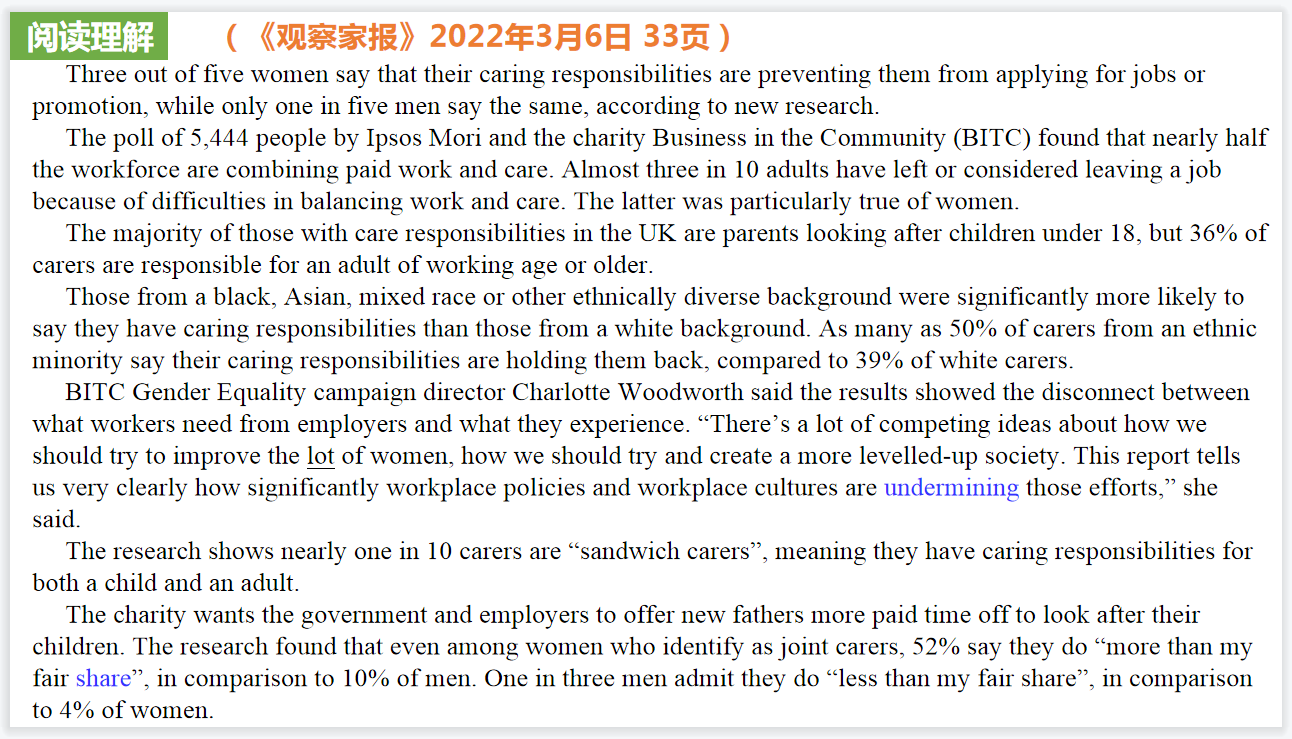 阅读理解 （《观察家报》2022年3月6日 33页）
Three out of five women say that their caring responsibilities are preventing them from applying for jobs or
promotion, while only one in five men say the same, according to new research.
The poll of 5,444 people by Ipsos Mori and the charity Business in the Community (BITC) found that nearly half
the workforce are combining paid work and care. Almost three in 10 adults have left or considered leaving a job
because of difficulties in balancing work and care. The latter was particularly true of women.
The majority of those with care responsibilities in the UK are parents looking after children under 18, but 36% of
carers are responsible for an adult of working age or older.
Those from a black, Asian, mixed race or other ethnically diverse background were significantly more likely to
say they have caring responsibilities than those from a white background. As many as 50% of carers from an ethnic
minority say their caring responsibilities are holding them back, compared to 39% of white carers.
BITC Gender Equality campaign director Charlotte Woodworth said the results showed the disconnect between
what workers need from employers and what they experience. “There’s a lot of competing ideas about how we
should try to improve the lot of women, how we should try and create a more levelled-up society. This report tells
us very clearly how significantly workplace policies and workplace cultures are undermining those efforts,” she
said.
The research shows nearly one in 10 carers are “sandwich carers”, meaning they have caring responsibilities for
both a child and an adult.
The charity wants the government and employers to offer new fathers more paid time off to look after their
children. The research found that even among women who identify as joint carers, 52% say they do “more than my
fair share”, in comparison to 10% of men. One in three men admit they do “less than my fair share”, in comparison
to 4% of women.